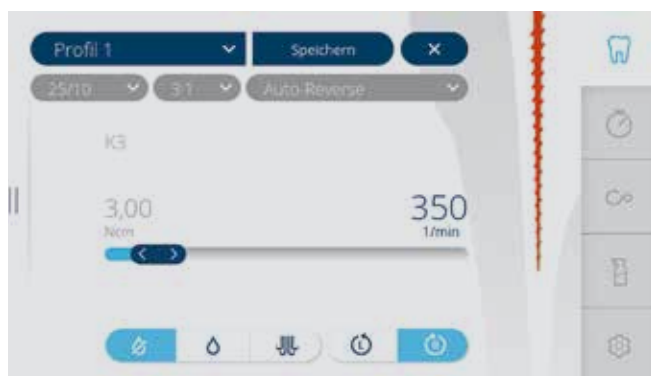 Profil 1 Speichern
25/10 3:1 Auto-Reverse
K3
3,00 350
Ncm 1/min
L